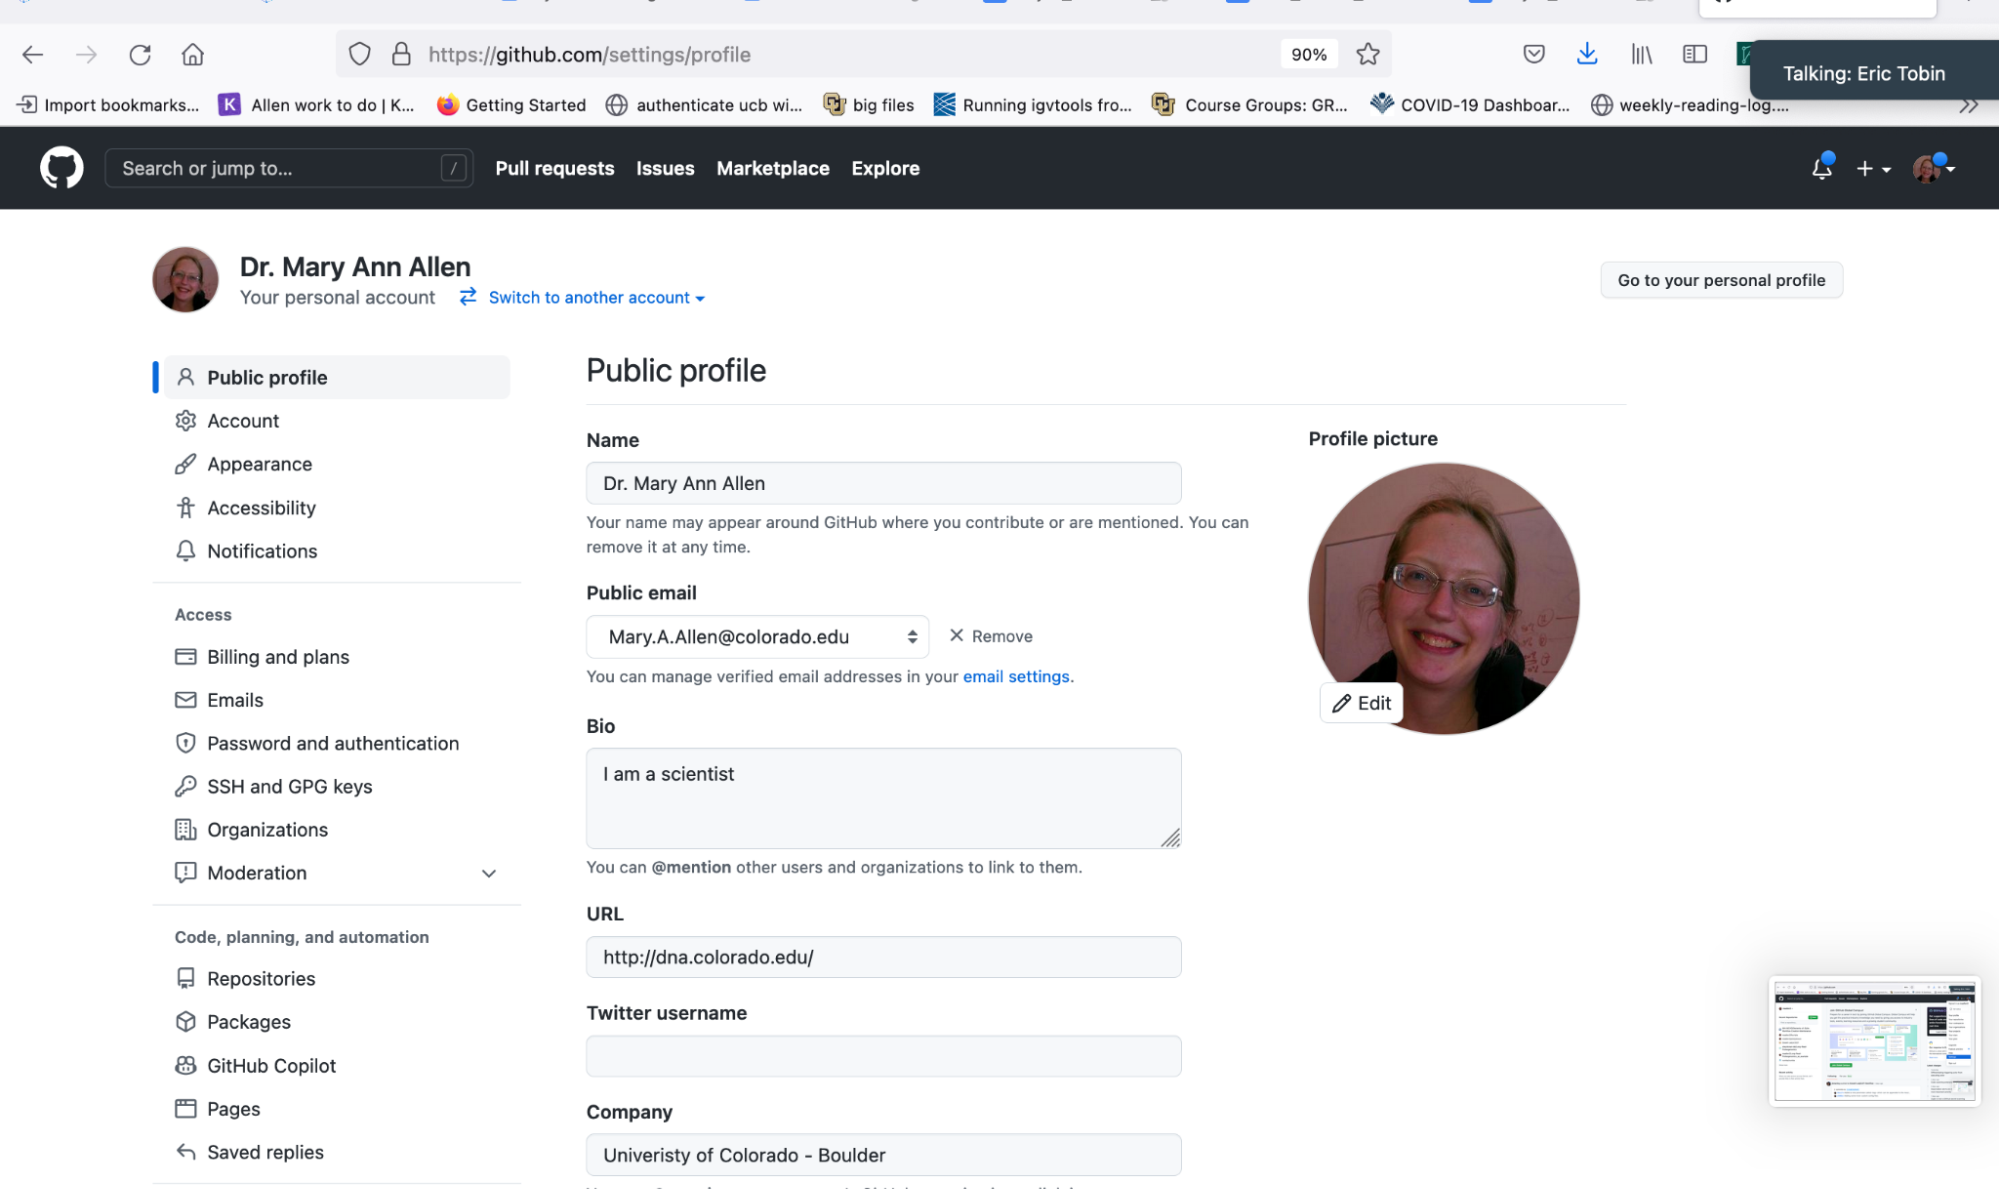 https://github.com/settings/profile
90%
Talking: Eric Tobin
Import bookmarks...
K
Allen work to do | K...
Getting Started
authenticate ucb wi...
big files
Running igvtools fro...
Course Groups: GR...
COVID-19 Dashboar...
weekly-reading-log....
Search or jump to...
/
Pull requests
Issues
Marketplace
Explore
Dr. Mary Ann Allen
Your personal account
Switch to another account
Go to your personal profile
Public profile
Account
Appearance
Accessibility
Notifications
Access
Billing and plans
Emails
Password and authentication
SSH and GPG keys
Organizations
Moderation
Code, planning, and automation
Repositories
Packages
GitHub Copilot
Pages
Saved replies
Public profile
Name
Dr. Mary Ann Allen
Your name may appear around GitHub where you contribute or are mentioned. You can
remove it at any time.
Public email
Mary.A.Allen@colorado.edu
Remove
You can manage verified email addresses in your email settings.
Bio
I am a scientist
You can @mention other users and organizations to link to them.
URL
http://dna.colorado.edu/
Twitter username
Company
Univeristy of Colorado - Boulder
Profile picture
Edit